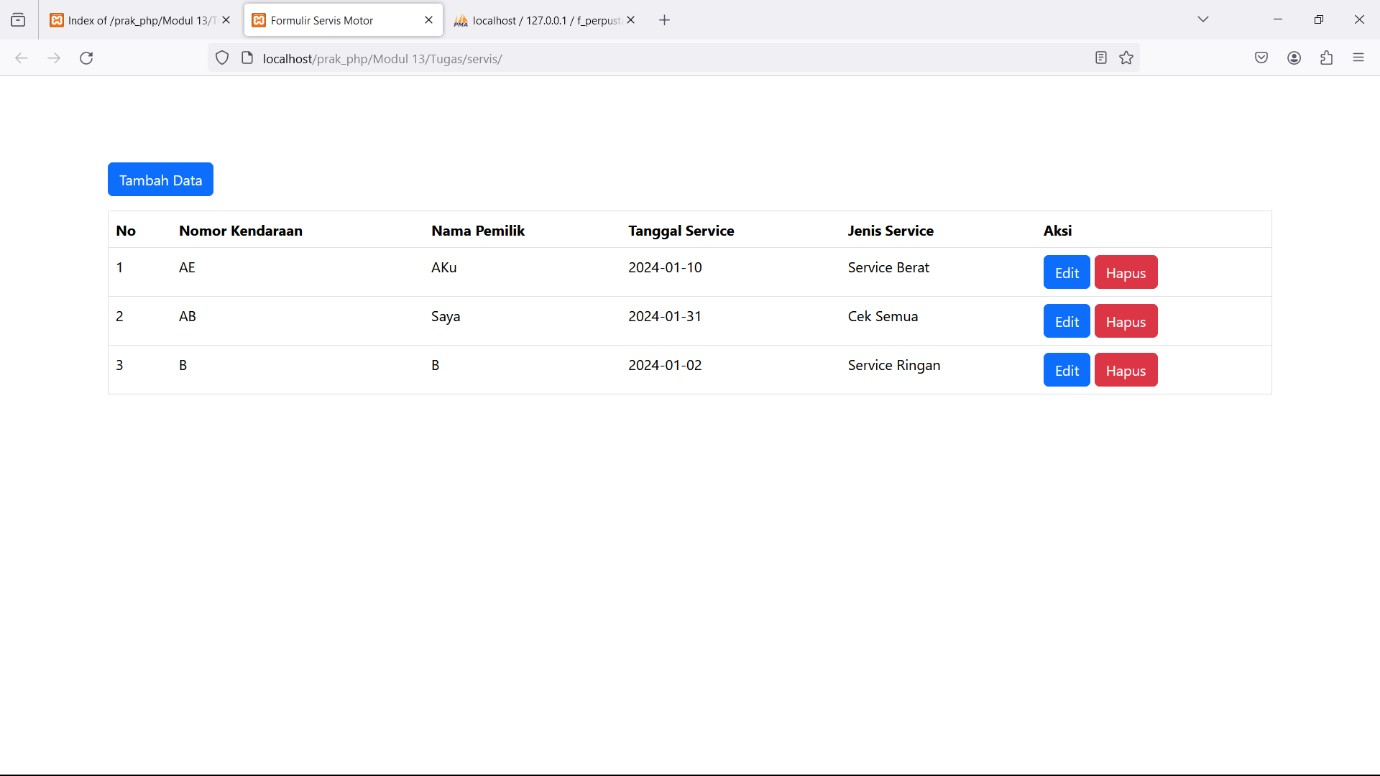 Index of /prak_php/Modul 13/T
Formulir Servis Motor
localhost / 127.0.0.1 / f_perpust
localhost/prak_php/Modul 13/Tugas/servis/
Tambah Data
No Nomor Kendaraan Nama Pemilik Tanggal Service Jenis Service Aksi
1 AE AKu 2024-01-10 Service Berat Edit Hapus
2 AB Saya 2024-01-31 Cek Semua Edit Hapus
3 B B 2024-01-02 Service Ringan Edit Hapus